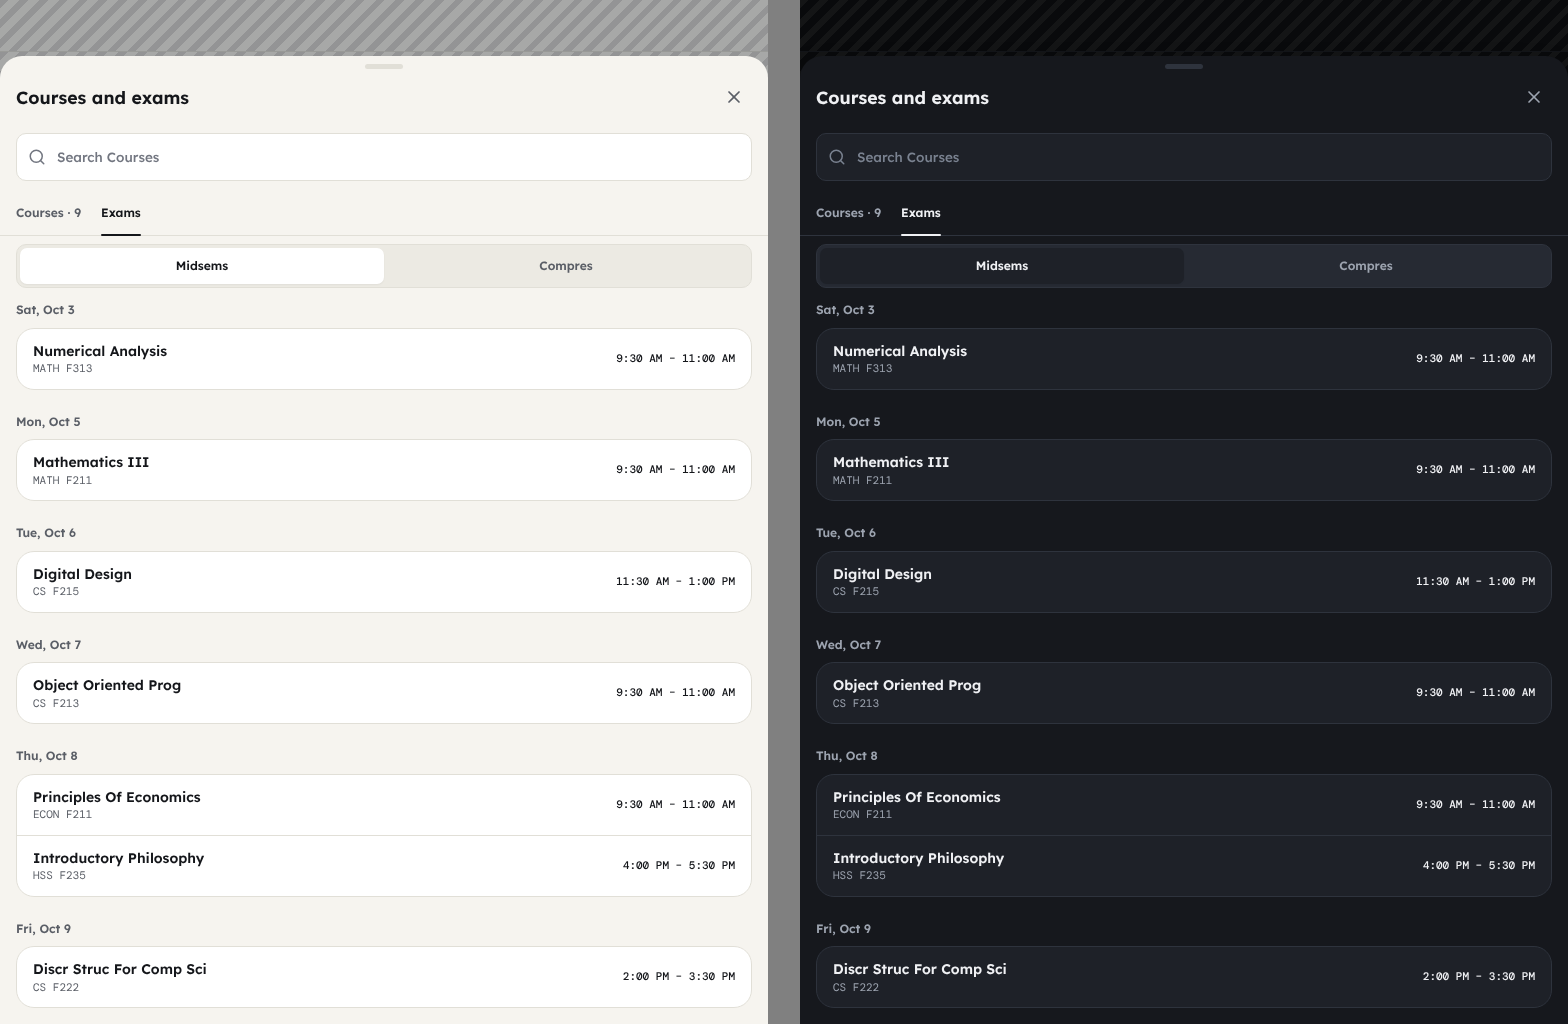 Courses and exams
Search Courses
Courses · 9 Exams
Midsems Compres
Sat, Oct 3
Numerical Analysis
MATH F313
9:30 AM – 11:00 AM
Mon, Oct 5
Mathematics III
MATH F211
9:30 AM – 11:00 AM
Tue, Oct 6
Digital Design
CS F215
11:30 AM – 1:00 PM
Wed, Oct 7
Object Oriented Prog
CS F213
9:30 AM – 11:00 AM
Thu, Oct 8
Principles Of Economics
ECON F211
9:30 AM – 11:00 AM
Introductory Philosophy
HSS F235
4:00 PM – 5:30 PM
Fri, Oct 9
Discr Struc For Comp Sci
CS F222
2:00 PM – 3:30 PM
Courses and exams
Search Courses
Courses · 9 Exams
Midsems Compres
Sat, Oct 3
Numerical Analysis
MATH F313
9:30 AM – 11:00 AM
Mon, Oct 5
Mathematics III
MATH F211
9:30 AM – 11:00 AM
Tue, Oct 6
Digital Design
CS F215
11:30 AM – 1:00 PM
Wed, Oct 7
Object Oriented Prog
CS F213
9:30 AM – 11:00 AM
Thu, Oct 8
Principles Of Economics
ECON F211
9:30 AM – 11:00 AM
Introductory Philosophy
HSS F235
4:00 PM – 5:30 PM
Fri, Oct 9
Discr Struc For Comp Sci
CS F222
2:00 PM – 3:30 PM